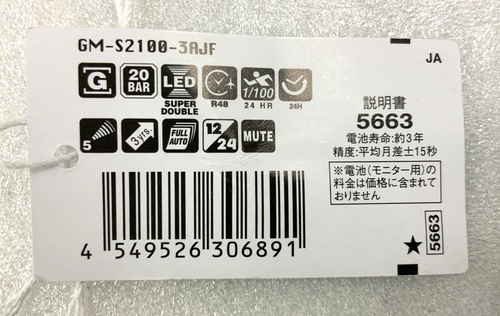 GM-S2100-3AJF
JA
G
20
BAR
LED
SUPER
DOUBLE
R48
1/100
24 HR
24H
5
3 yrs.
FULL
AUTO
12/24
MUTE
説明書
5663
電池寿命:約3年
精度:平均月差±15秒
※電池(モニター用)の
料金は価格に含まれて
おりません
★ 5663
4 549526 306891